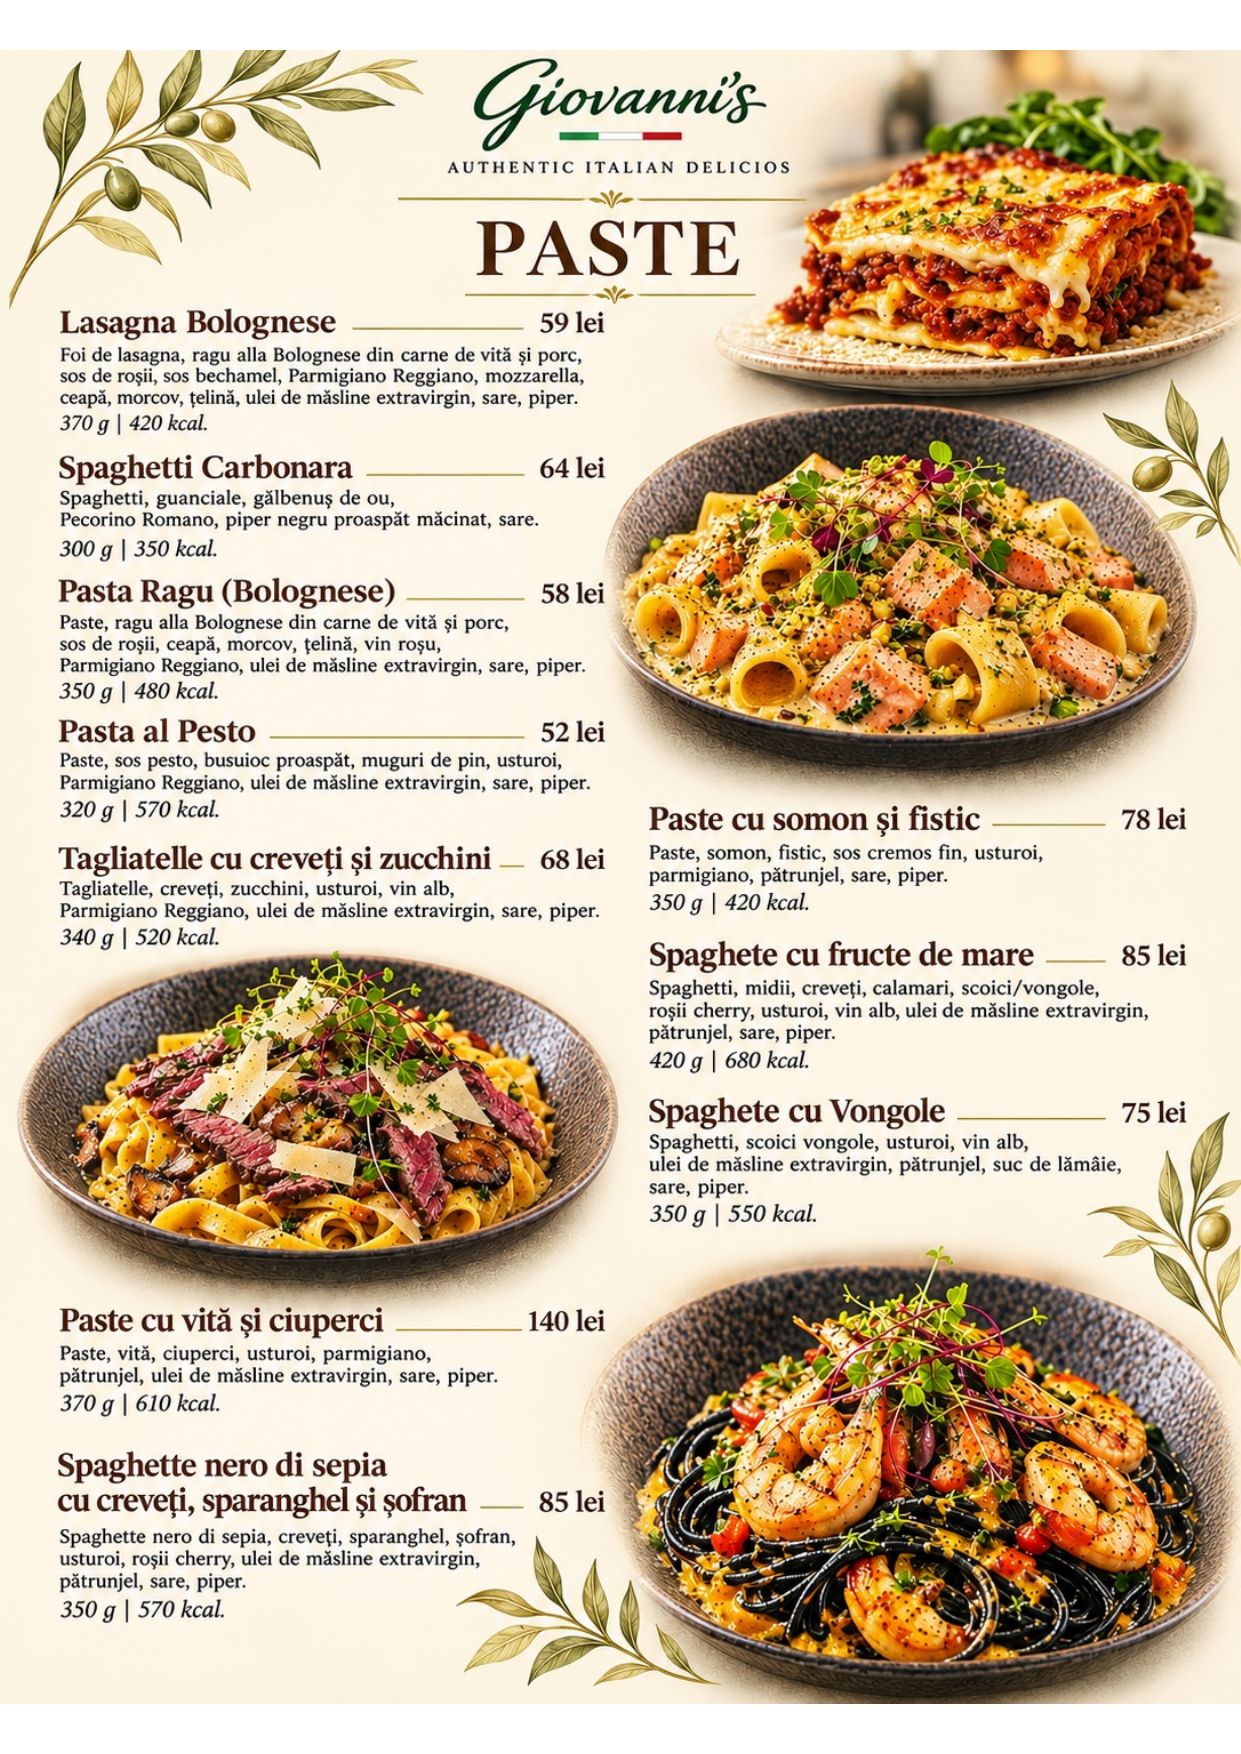 Giovanni's
AUTHENTIC ITALIAN DELICIOS
PASTE
Lasagna Bolognese 59 lei
Foi de lasagna, ragu alla Bolognese din carne de vită și porc,
sos de roșii, sos bechamel, Parmigiano Reggiano, mozzarella,
ceapă, morcov, țelină, ulei de măsline extravirgin, sare, piper.
370 g | 420 kcal.
Spaghetti Carbonara 64 lei
Spaghetti, guanciale, gălbenuș de ou,
Pecorino Romano, piper negru proaspăt măcinat, sare.
300 g | 350 kcal.
Pasta Ragu (Bolognese) 58 lei
Paste, ragu alla Bolognese din carne de vită și porc,
sos de roșii, ceapă, morcov, țelină, vin roșu,
Parmigiano Reggiano, ulei de măsline extravirgin, sare, piper.
350 g | 480 kcal.
Pasta al Pesto 52 lei
Paste, sos pesto, busuioc proaspăt, muguri de pin, usturoi,
Parmigiano Reggiano, ulei de măsline extravirgin, sare, piper.
320 g | 570 kcal.
Tagliatelle cu creveți și zucchini 68 lei
Tagliatelle, creveți, zucchini, usturoi, vin alb,
Parmigiano Reggiano, ulei de măsline extravirgin, sare, piper.
340 g | 520 kcal.
Paste cu vită și ciuperci 140 lei
Paste, vită, ciuperci, usturoi, parmigiano,
pătrunjel, ulei de măsline extravirgin, sare, piper.
370 g | 610 kcal.
Spaghette nero di sepia
cu creveți, sparanghel și șofran 85 lei
Spaghette nero di sepia, creveți, sparanghel, șofran,
usturoi, roșii cherry, ulei de măsline extravirgin,
pătrunjel, sare, piper.
350 g | 570 kcal.
Paste cu somon și fistic 78 lei
Paste, somon, fistic, sos cremos fin, usturoi,
parmigiano, pătrunjel, sare, piper.
350 g | 420 kcal.
Spaghete cu fructe de mare 85 lei
Spaghetti, midii, creveți, calamari, scoici/vongole,
roșii cherry, usturoi, vin alb, ulei de măsline extravirgin,
pătrunjel, sare, piper.
420 g | 680 kcal.
Spaghete cu Vongole 75 lei
Spaghetti, scoici vongole, usturoi, vin alb,
ulei de măsline extravirgin, pătrunjel, suc de lămâie,
sare, piper.
350 g | 550 kcal.